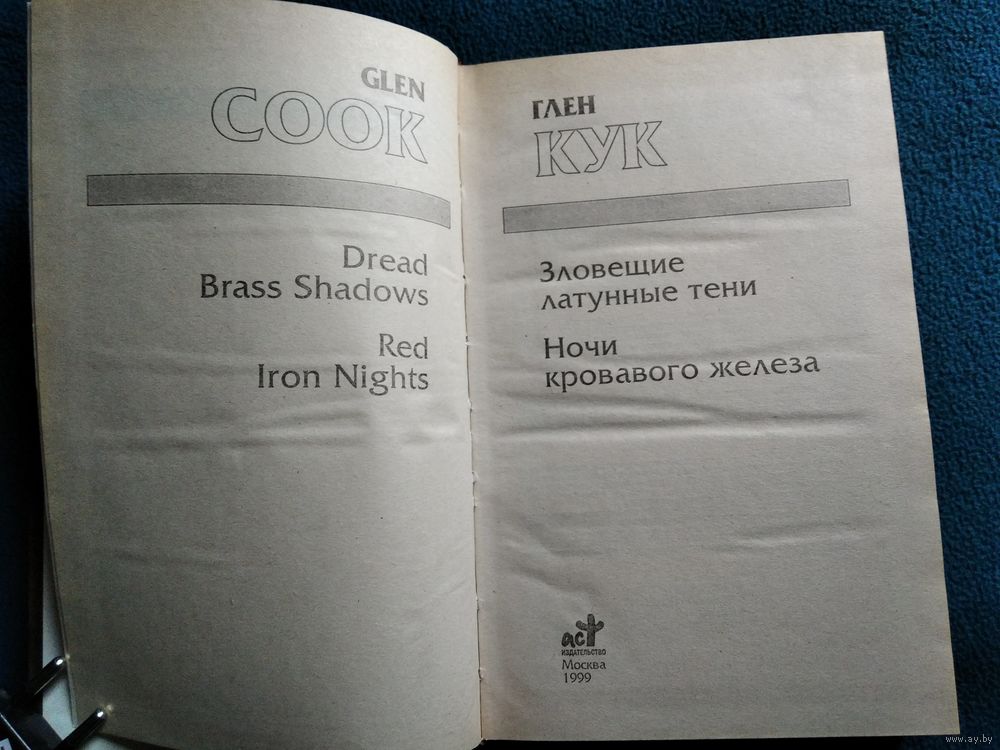 GLEN
COOK
Dread
Brass Shadows
Red
Iron Nights
ГЛЕН
КУК
Зловещие
латунные тени
Ночи
кровавого железа
аст
ИЗДАТЕЛЬСТВО
Москва
1999
www.ay.by